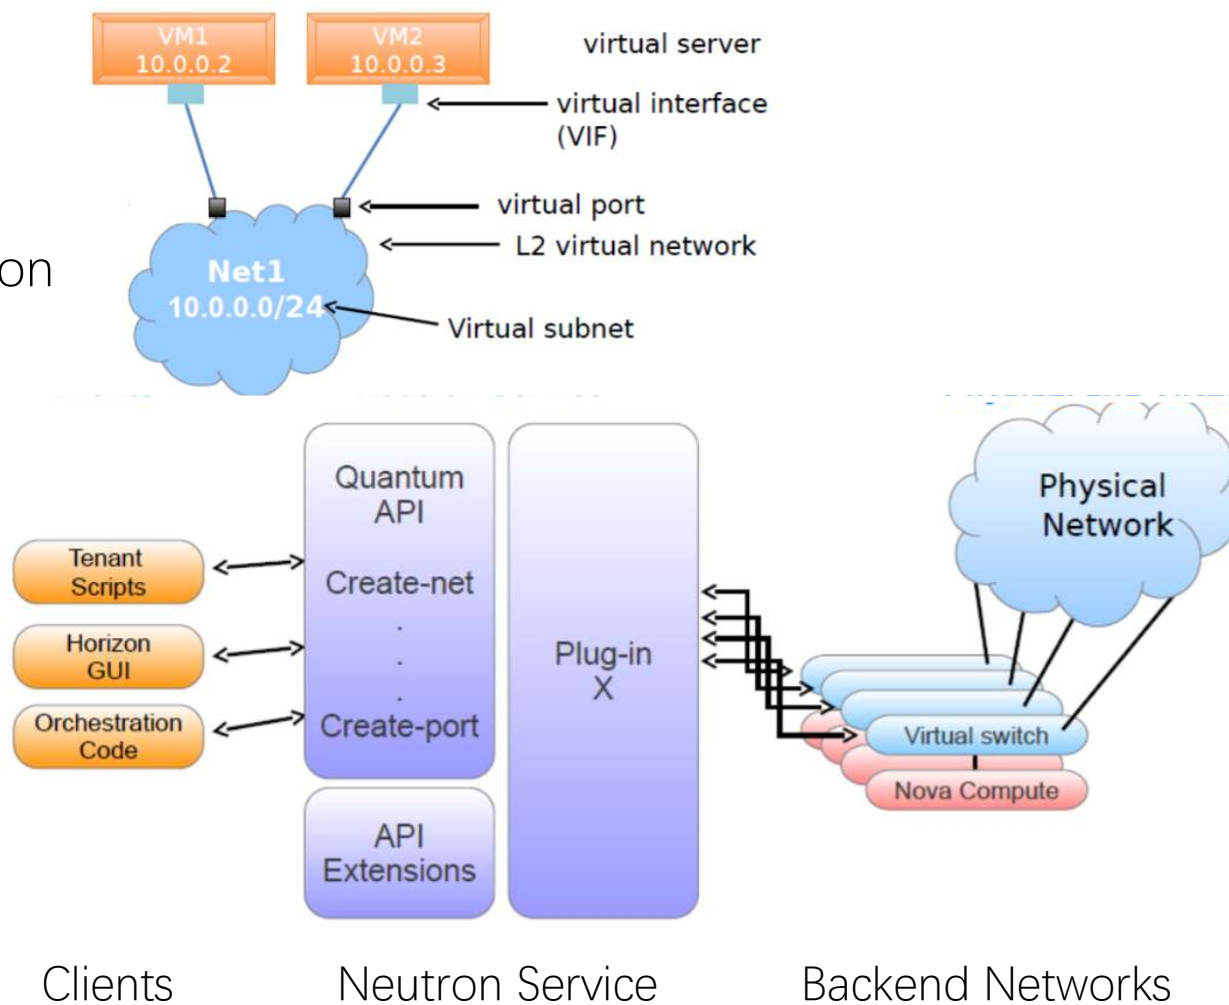 VM1
10.0.0.2
VM2
10.0.0.3
virtual server
virtual interface
(VIF)
virtual port
L2 virtual network
on
Net1
10.0.0.0/24
Virtual subnet
Quantum
API
Create-net
.
.
.
Create-port
API
Extensions
Plug-in
X
Tenant
Scripts
Horizon
GUI
Orchestration
Code
Physical
Network
Virtual switch
Nova Compute
Clients
Neutron Service
Backend Networks